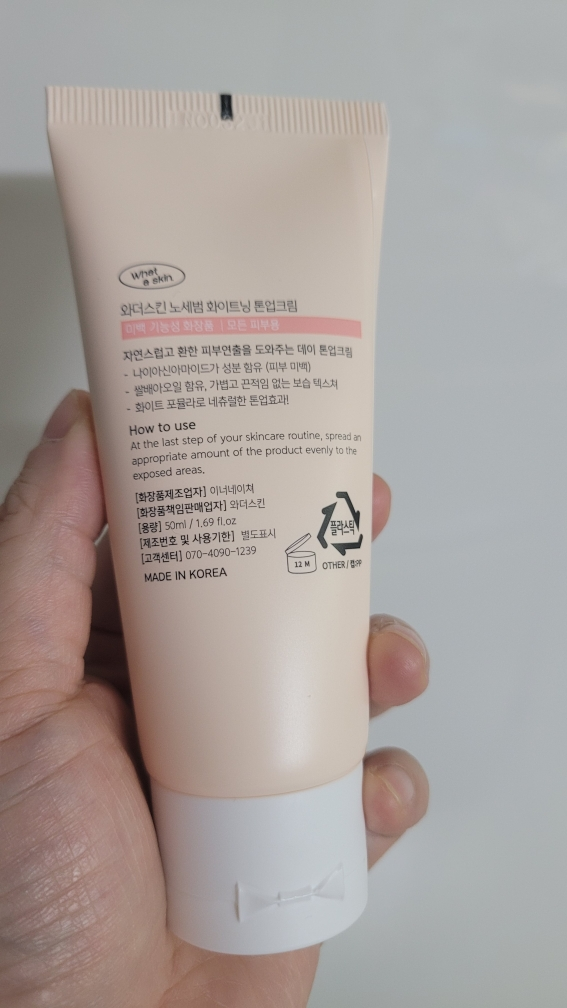 What
a skin
와더스킨 노세범 화이트닝 톤업크림
미백 기능성 화장품 | 모든 피부용
자연스럽고 환한 피부연출을 도와주는 데이 톤업크림
- 나이아신아마이드가 성분 함유 (피부 미백)
- 쌀배아오일 함유, 가볍고 끈적임 없는 보습 텍스쳐
- 화이트 포뮬라로 네츄럴한 톤업효과!
How to use
At the last step of your skincare routine, spread an
appropriate amount of the product evenly to the
exposed areas.
[화장품제조업자] 이너네이쳐
[화장품책임판매업자] 와더스킨
[용량] 50ml / 1.69 fl.oz
[제조번호 및 사용기한] 별도표시
[고객센터] 070-4090-1239
MADE IN KOREA
12 M
플라스틱
OTHER / 캡:PP